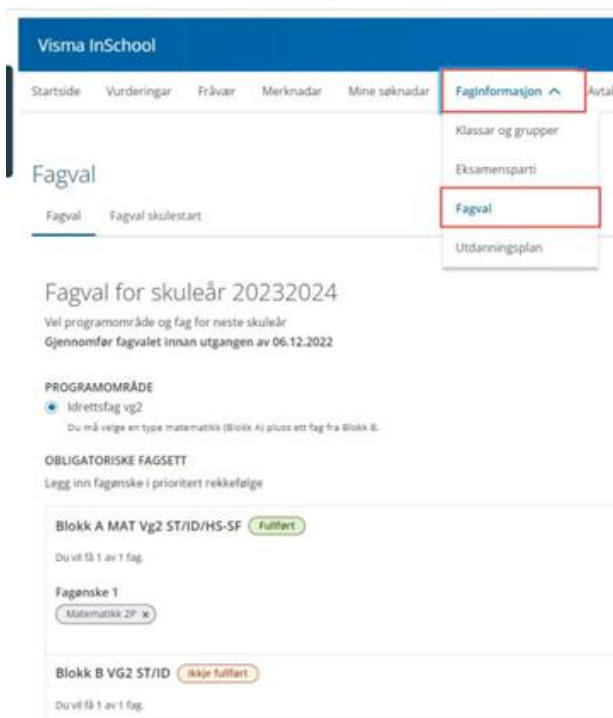 Visma InSchool
Startside Vurderingar Fråvær Merknadar Mine søknadar Faginformasjon
Klassar og grupper
Eksamensparti
Fagval
Utdanningsplan
Fagval
Fagval Fagval skulestart
Fagval for skuleår 20232024
Vel programområde og fag for neste skuleår
Gjennomfør fagvalet innan utgangen av 06.12.2022
PROGRAMOMRÅDE
Idrettsfag vg2
Du må velge en type matematikk (Blokk A) pluss ett fag fra Blokk B.
OBLIGATORISKE FAGSETT
Legg inn fagønske i prioritert rekkefølge
Blokk A MAT Vg2 ST/ID/HS-SF Fullført
Du vil få 1 av 1 fag.
Fagønske 1
Matematikk 2P x
Blokk B VG2 ST/ID Ikkje fullført
Du vil få 1 av 1 fag.